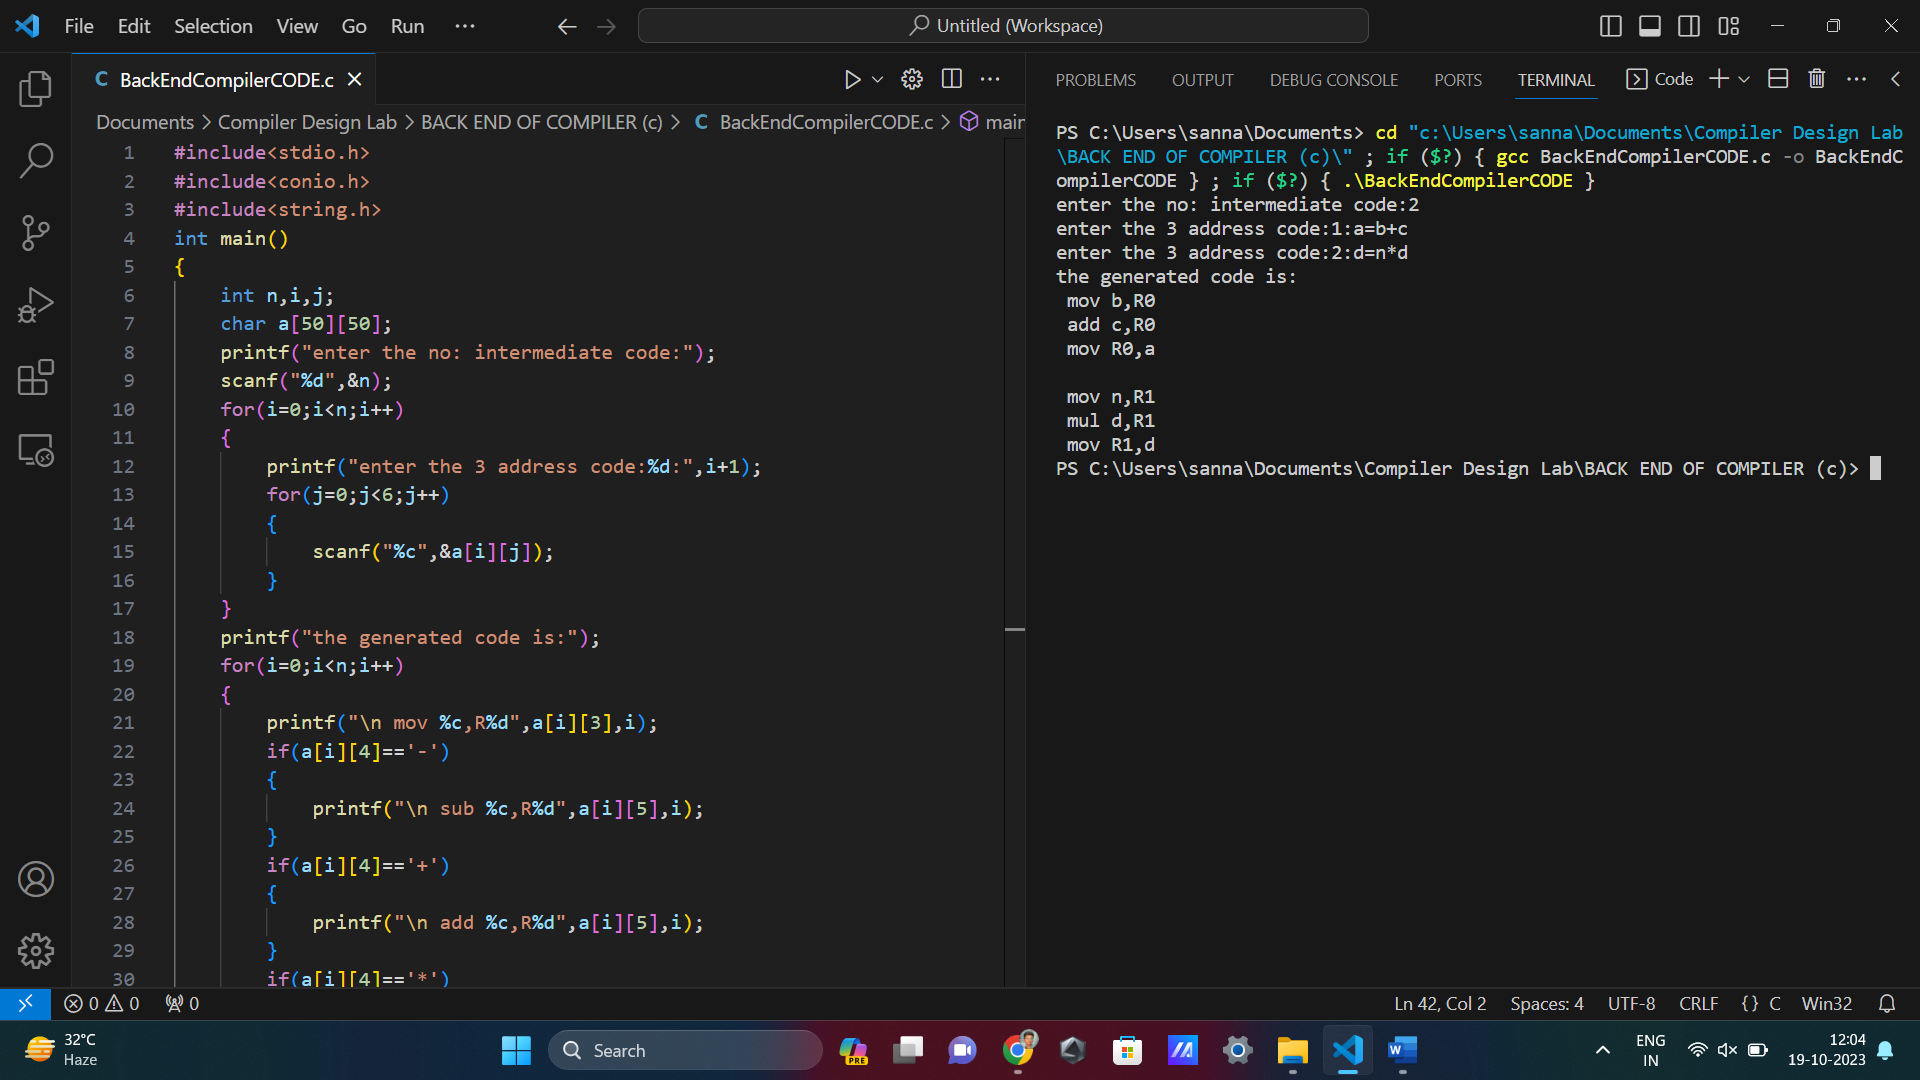 File Edit Selection View Go Run ··· Untitled (Workspace)
C BackEndCompilerCODE.c
Documents > Compiler Design Lab > BACK END OF COMPILER (c) > C BackEndCompilerCODE.c > main
1 #include<stdio.h>
2 #include<conio.h>
3 #include<string.h>
4 int main()
5 {
6 int n,i,j;
7 char a[50][50];
8 printf("enter the no: intermediate code:");
9 scanf("%d",&n);
10 for(i=0;i<n;i++)
11 {
12 printf("enter the 3 address code:%d:",i+1);
13 for(j=0;j<6;j++)
14 {
15 scanf("%c",&a[i][j]);
16 }
17 }
18 printf("the generated code is:");
19 for(i=0;i<n;i++)
20 {
21 printf("\n mov %c,R%d",a[i][3],i);
22 if(a[i][4]=='-')
23 {
24 printf("\n sub %c,R%d",a[i][5],i);
25 }
26 if(a[i][4]=='+')
27 {
28 printf("\n add %c,R%d",a[i][5],i);
29 }
30 if(a[i][4]=='*')
PROBLEMS OUTPUT DEBUG CONSOLE PORTS TERMINAL Code
PS C:\Users\sanna\Documents> cd "c:\Users\sanna\Documents\Compiler Design Lab
\BACK END OF COMPILER (c)\" ; if ($?) { gcc BackEndCompilerCODE.c -o BackEndC
ompilerCODE } ; if ($?) { .\BackEndCompilerCODE }
enter the no: intermediate code:2
enter the 3 address code:1:a=b+c
enter the 3 address code:2:d=n*d
the generated code is:
mov b,R0
add c,R0
mov R0,a
mov n,R1
mul d,R1
mov R1,d
PS C:\Users\sanna\Documents\Compiler Design Lab\BACK END OF COMPILER (c)>
0 0 0 Ln 42, Col 2 Spaces: 4 UTF-8 CRLF {} C Win32
32°C
Haze
Search
PRE
ENG
IN
12:04
19-10-2023